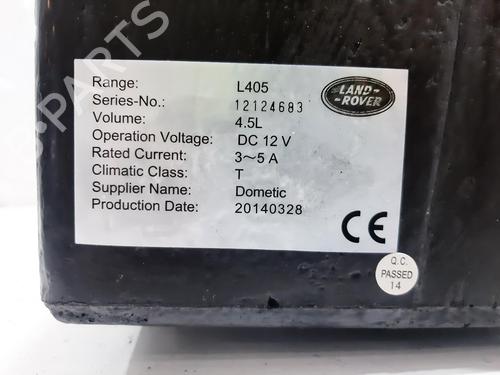 Range: L405
Series-No.: 12124683
Volume: 4.5L
Operation Voltage: DC 12 V
Rated Current: 3~5 A
Climatic Class: T
Supplier Name: Dometic
Production Date: 20140328
LAND-
-ROVER
CE
Q.C.
PASSED
14
PARTS